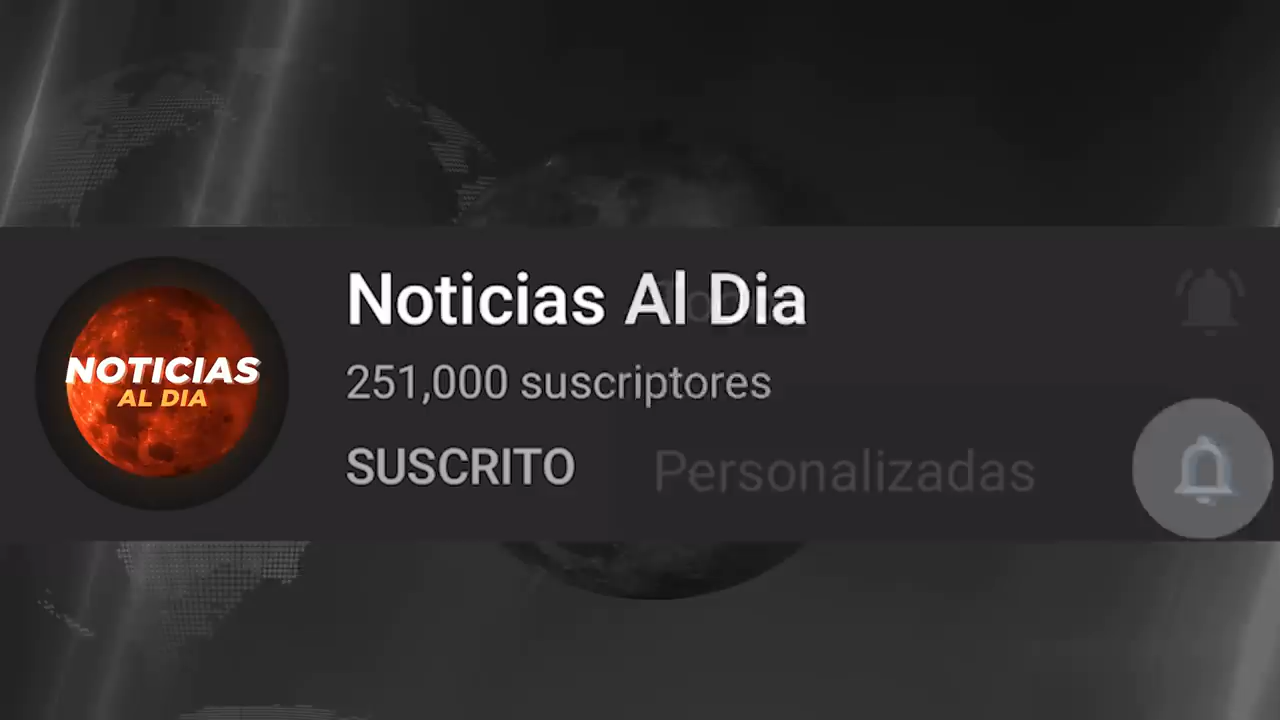 NOTICIAS
AL DIA
Noticias Al Dia
251,000 suscriptores
SUSCRITO
Personalizadas